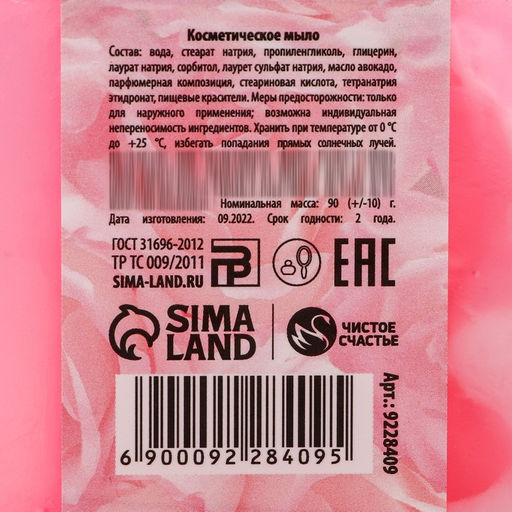 Косметическое мыло
Состав: вода, стеарат натрия, пропиленгликоль, глицерин,
лаурат натрия, сорбитол, лаурет сульфат натрия, масло авокадо,
парфюмерная композиция, стеариновая кислота, тетранатрия
этидронат, пищевые красители. Меры предосторожности: только
для наружного применения; возможна индивидуальная
непереносимость ингредиентов. Хранить при температуре от 0 °С
до +25 °С, избегать попадания прямых солнечных лучей.
Номинальная масса: 90 (+/-10) г.
Дата изготовления: 09.2022. Срок годности: 2 года.
ГОСТ 31696-2012
ТР ТС 009/2011
SIMA-LAND.RU
EAC
SIMA
LAND
ЧИСТОЕ
СЧАСТЬЕ
6 900092 284095
Арт.: 9228409